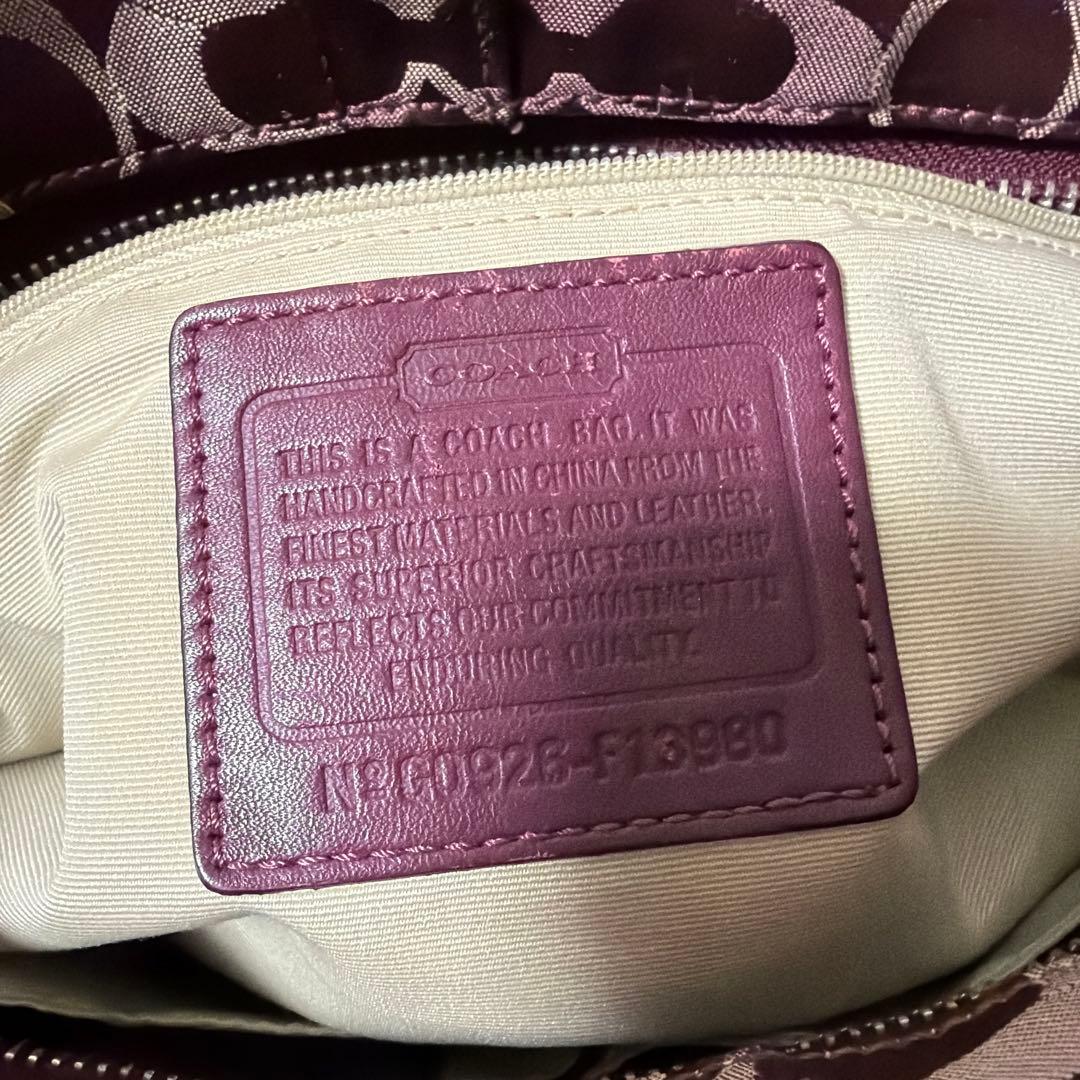 COACH
THIS IS A COACH BAG. IT WAS
HANDCRAFTED IN CHINA FROM THE
FINEST MATERIALS AND LEATHER.
ITS SUPERIOR CRAFTSMANSHIP
REFLECTS OUR COMMITMENT TO
ENDURING QUALITY.
Nº G0926-F13980